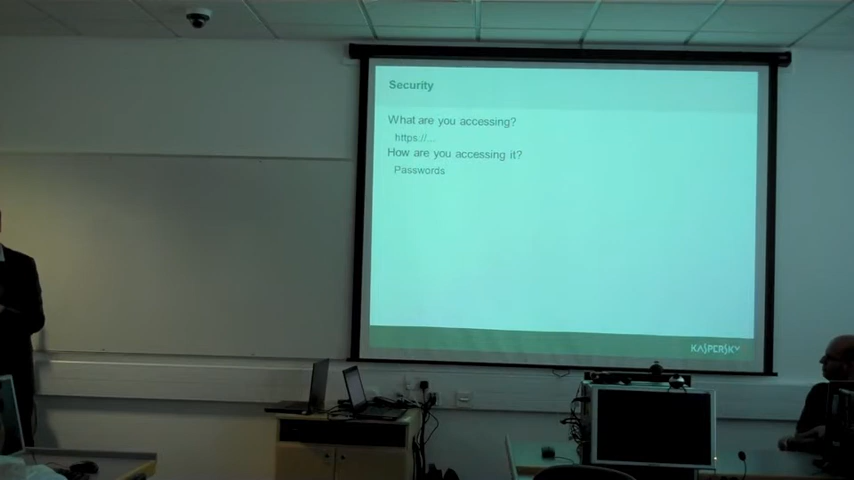 Security
What are you accessing?
https://...
How are you accessing it?
Passwords
KASPERSKY